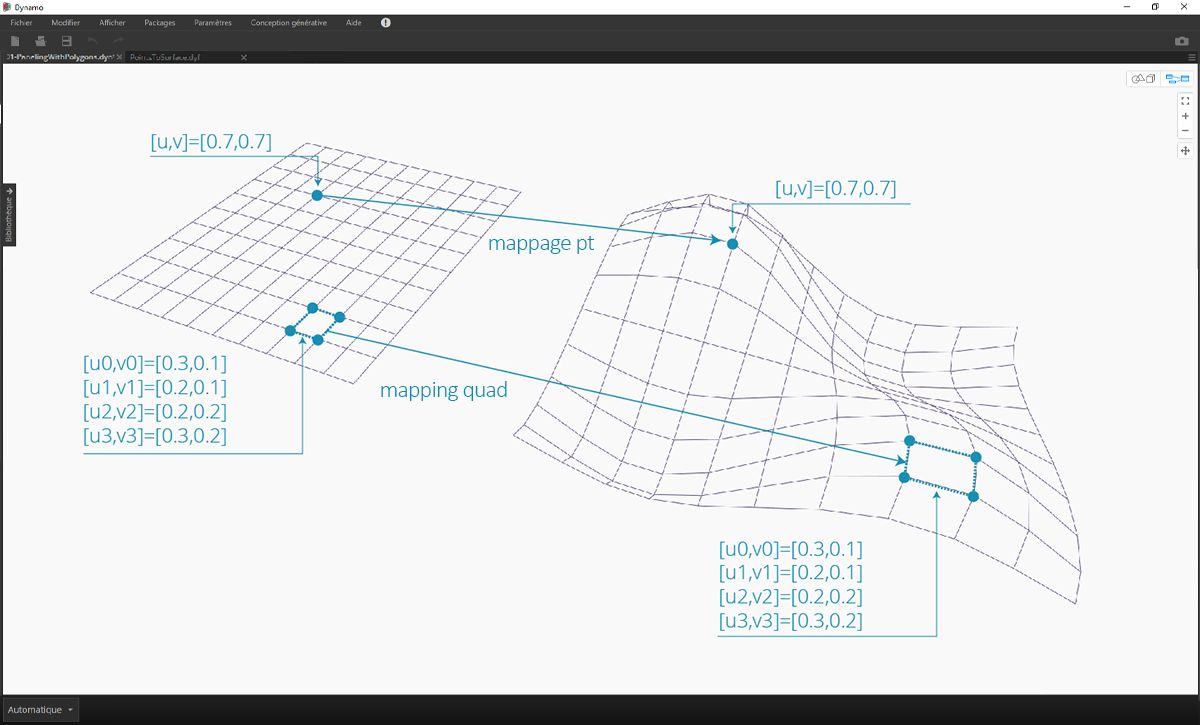 Dynamo
Fichier Modifier Afficher Packages Paramètres Conception générative Aide
1-PanelingWithPolygons.dyn* PointsToSurface.dyf
Bibliothèque
[u,v]=[0.7,0.7]
[u,v]=[0.7,0.7]
mappage pt
[u0,v0]=[0.3,0.1]
[u1,v1]=[0.2,0.1]
[u2,v2]=[0.2,0.2]
[u3,v3]=[0.3,0.2]
mapping quad
[u0,v0]=[0.3,0.1]
[u1,v1]=[0.2,0.1]
[u2,v2]=[0.2,0.2]
[u3,v3]=[0.3,0.2]
Automatique